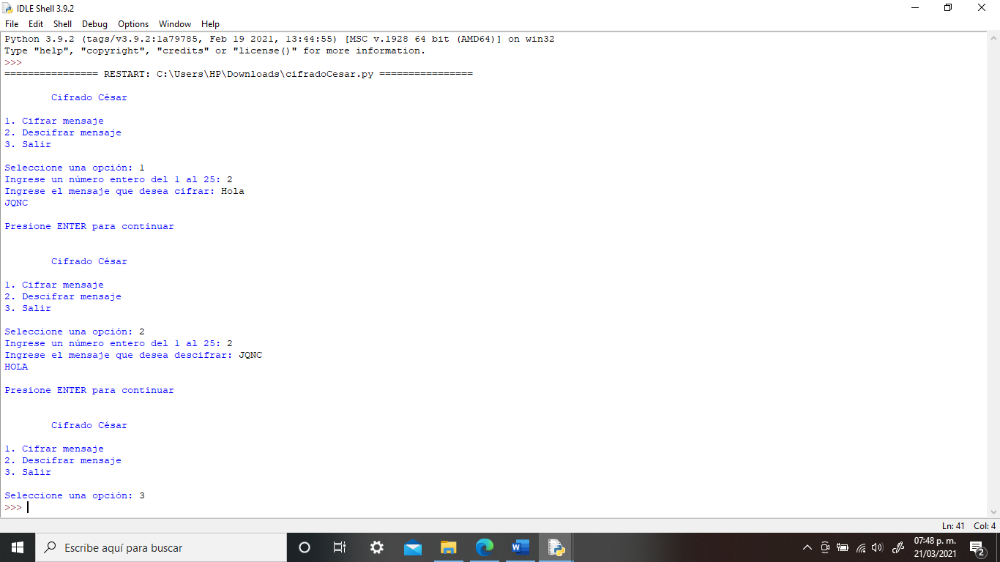 IDLE Shell 3.9.2
File Edit Shell Debug Options Window Help
Python 3.9.2 (tags/v3.9.2:1a79785, Feb 19 2021, 13:44:55) [MSC v.1928 64 bit (AMD64)] on win32
Type "help", "copyright", "credits" or "license()" for more information.
>>>
================ RESTART: C:\Users\HP\Downloads\cifradoCesar.py ================
Cifrado César
1. Cifrar mensaje
2. Descifrar mensaje
3. Salir
Seleccione una opción: 1
Ingrese un número entero del 1 al 25: 2
Ingrese el mensaje que desea cifrar: Hola
JQNC
Presione ENTER para continuar
Cifrado César
1. Cifrar mensaje
2. Descifrar mensaje
3. Salir
Seleccione una opción: 2
Ingrese un número entero del 1 al 25: 2
Ingrese el mensaje que desea descifrar: JQNC
HOLA
Presione ENTER para continuar
Cifrado César
1. Cifrar mensaje
2. Descifrar mensaje
3. Salir
Seleccione una opción: 3
>>>
Ln: 41 Col: 4
Escribe aquí para buscar
07:48 p. m.
21/03/2021
2